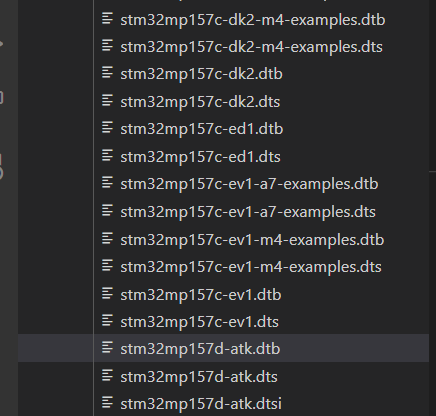 stm32mp157c-dk2-m4-examples.dtb
stm32mp157c-dk2-m4-examples.dts
stm32mp157c-dk2.dtb
stm32mp157c-dk2.dts
stm32mp157c-ed1.dtb
stm32mp157c-ed1.dts
stm32mp157c-ev1-a7-examples.dtb
stm32mp157c-ev1-a7-examples.dts
stm32mp157c-ev1-m4-examples.dtb
stm32mp157c-ev1-m4-examples.dts
stm32mp157c-ev1.dtb
stm32mp157c-ev1.dts
stm32mp157d-atk.dtb
stm32mp157d-atk.dts
stm32mp157d-atk.dtsi